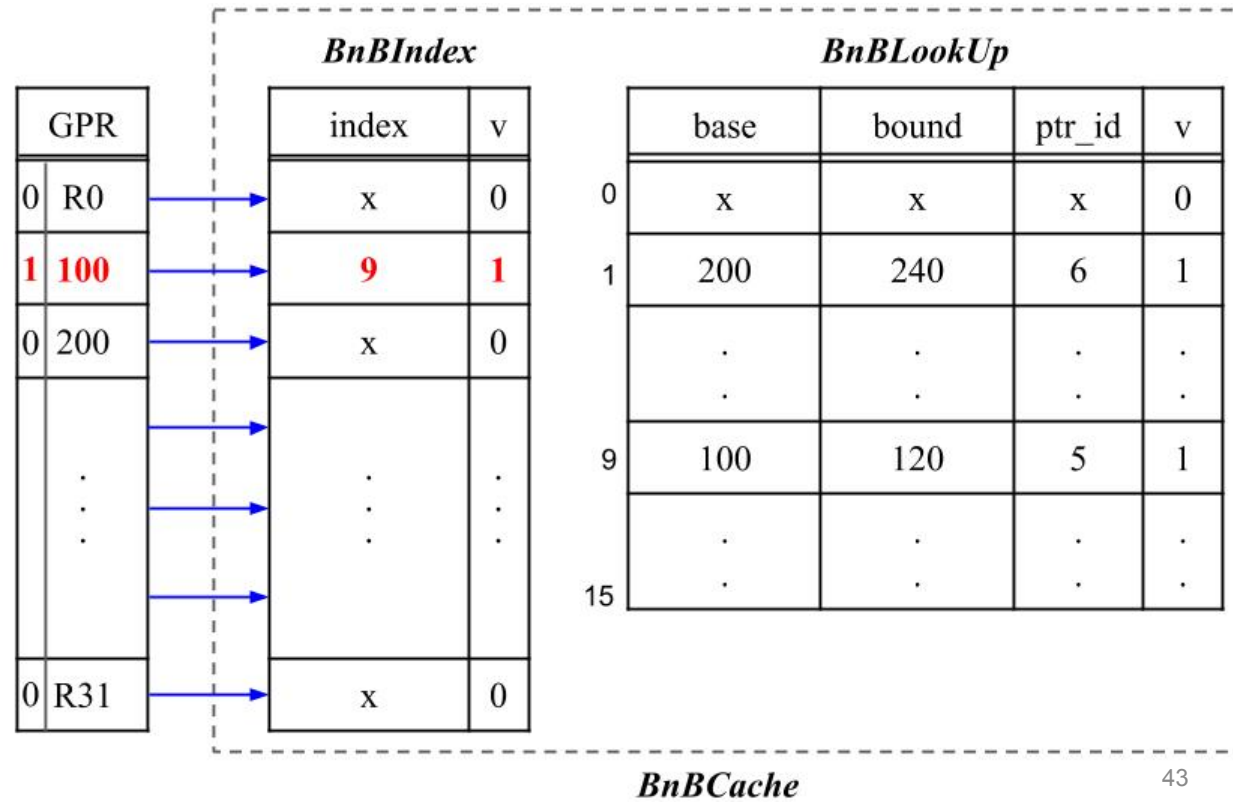 BnBIndex BnBLookUp
GPR index v base bound ptr_id v
0 R0 x 0 0 x x x 0
1 100 9 1 1 200 240 6 1
0 200 x 0 . . . .
. . . .
9 100 120 5 1
. . .
. . .
. . .
. . . .
15 . . . .
0 R31 x 0
BnBCache
43